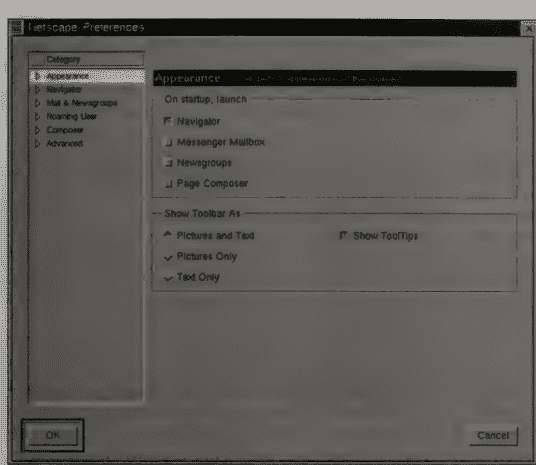 Netscape: Preferences
Category
Appearance
Navigator
Mail & Newsgroups
Roaming User
Composer
Advanced
Appearance
On startup, launch
Navigator
Messenger Mailbox
Newsgroups
Page Composer
Show Toolbar As
Pictures and Text
Show ToolTips
Pictures Only
Text Only
OK
Cancel